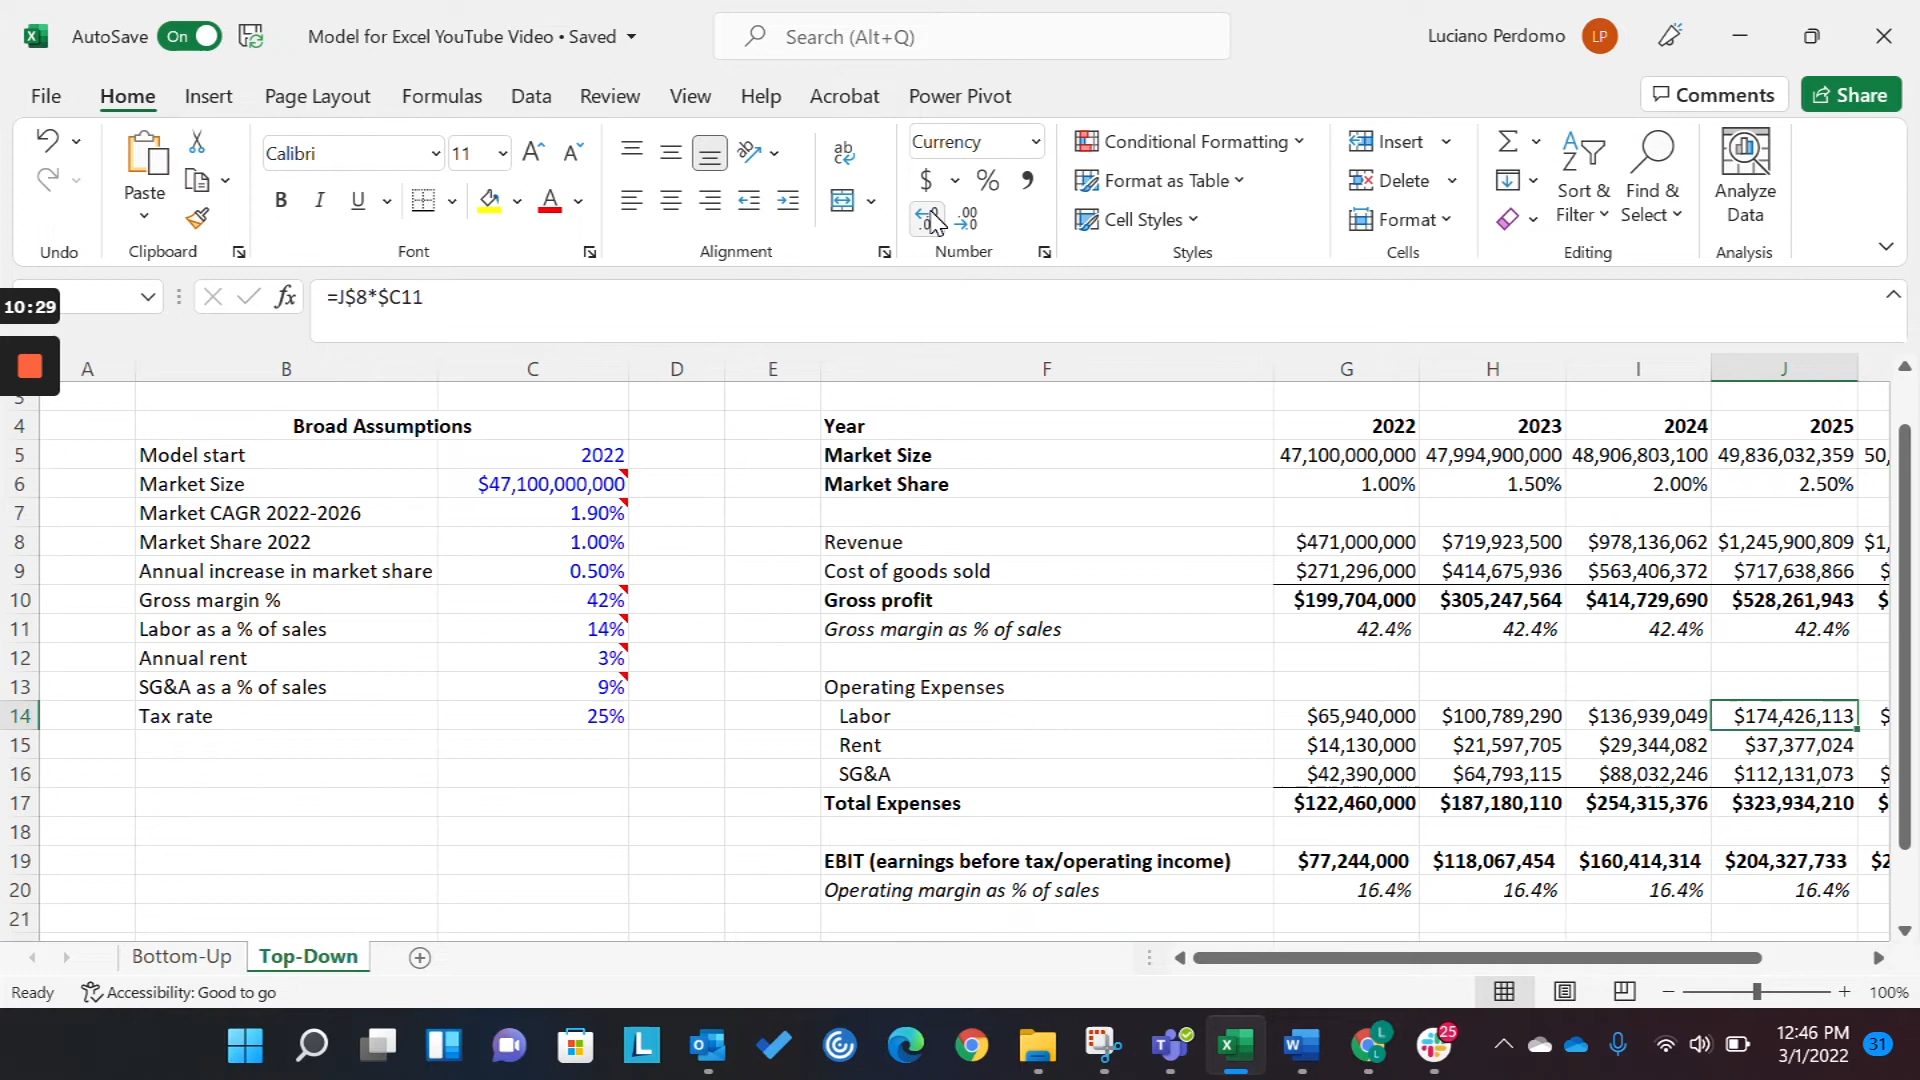 AutoSave On Model for Excel YouTube Video • Saved Search (Alt+Q) Luciano Perdomo LP
File Home Insert Page Layout Formulas Data Review View Help Acrobat Power Pivot Comments Share
Calibri 11 Currency Conditional Formatting Insert
Paste Format as Table Delete Sort & Filter Find & Select Analyze Data
B I U $ % Cell Styles Format
Undo Clipboard Font Alignment Number Styles Cells Editing Analysis
10:29 fx =J$8*$C11
A B C D E F G H I J
3
4 Broad Assumptions Year 2022 2023 2024 2025
5 Model start 2022 Market Size 47,100,000,000 47,994,900,000 48,906,803,100 49,836,032,359 50,
6 Market Size $47,100,000,000 Market Share 1.00% 1.50% 2.00% 2.50%
7 Market CAGR 2022-2026 1.90%
8 Market Share 2022 1.00% Revenue $471,000,000 $719,923,500 $978,136,062 $1,245,900,809 $1,
9 Annual increase in market share 0.50% Cost of goods sold $271,296,000 $414,675,936 $563,406,372 $717,638,866 $
10 Gross margin % 42% Gross profit $199,704,000 $305,247,564 $414,729,690 $528,261,943 $
11 Labor as a % of sales 14% Gross margin as % of sales 42.4% 42.4% 42.4% 42.4%
12 Annual rent 3%
13 SG&A as a % of sales 9% Operating Expenses
14 Tax rate 25% Labor $65,940,000 $100,789,290 $136,939,049 $174,426,113 $
15 Rent $14,130,000 $21,597,705 $29,344,082 $37,377,024
16 SG&A $42,390,000 $64,793,115 $88,032,246 $112,131,073 $
17 Total Expenses $122,460,000 $187,180,110 $254,315,376 $323,934,210 $
18
19 EBIT (earnings before tax/operating income) $77,244,000 $118,067,454 $160,414,314 $204,327,733 $2
20 Operating margin as % of sales 16.4% 16.4% 16.4% 16.4%
21
Bottom-Up Top-Down
Ready Accessibility: Good to go 100%
25 12:46 PM
3/1/2022 31